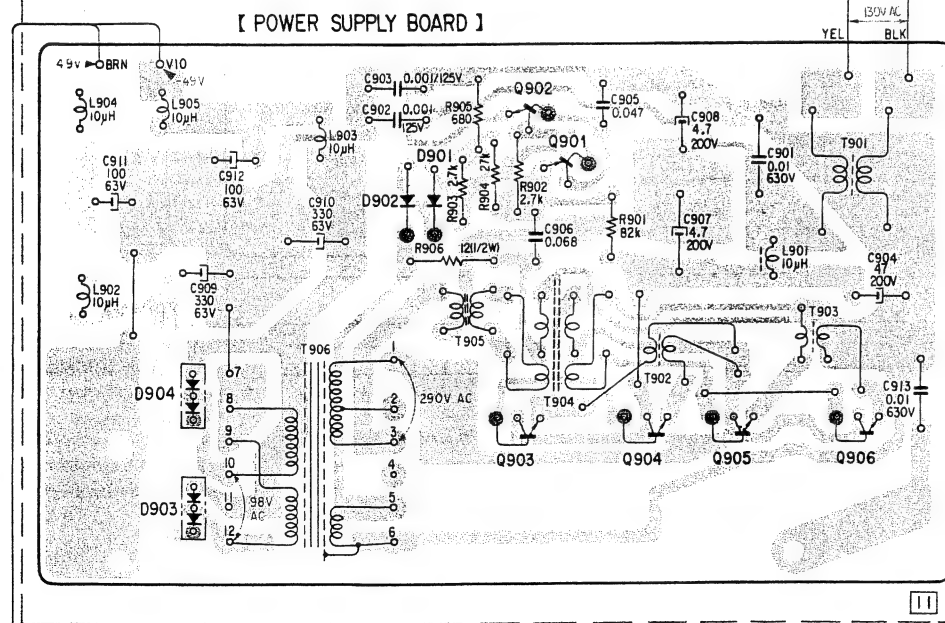 【 POWER SUPPLY BOARD 】
130V AC
YEL BLK
49V BRN
V10
-49V
L904
10μH
L905
10μH
L903
10μH
C903 0.001/125V
C902 0.001
125V
R905
680
Q902
C905
0.047
C908
4.7
200V
C901
0.01
630V
T901
C911
100
63V
C912
100
63V
D901
D902
R903 2.7k
R904 27k
Q901
R902
2.7k
C910
330
63V
R906 12(1/2W)
C906
0.068
R901
82k
C907
4.7
200V
L901
10μH
C904
47
200V
L902
10μH
C909
330
63V
T905
T904
T902
T903
C913
0.01
630V
T906
D904
D903
7
8
9
10
11
12
98V
AC
1
2
3
4
5
6
290V AC
Q903
Q904
Q905
Q906
11